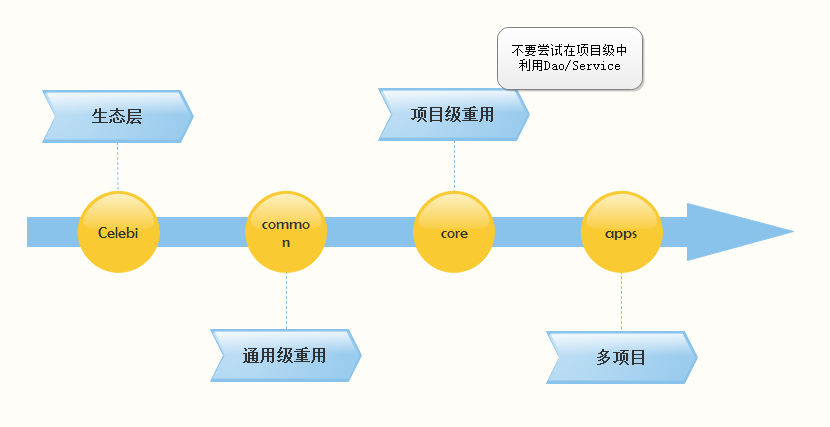 不要尝试在项目级中
利用Dao/Service
生态层
项目级重用
Celebi
commo
n
core
apps
通用级重用
多项目